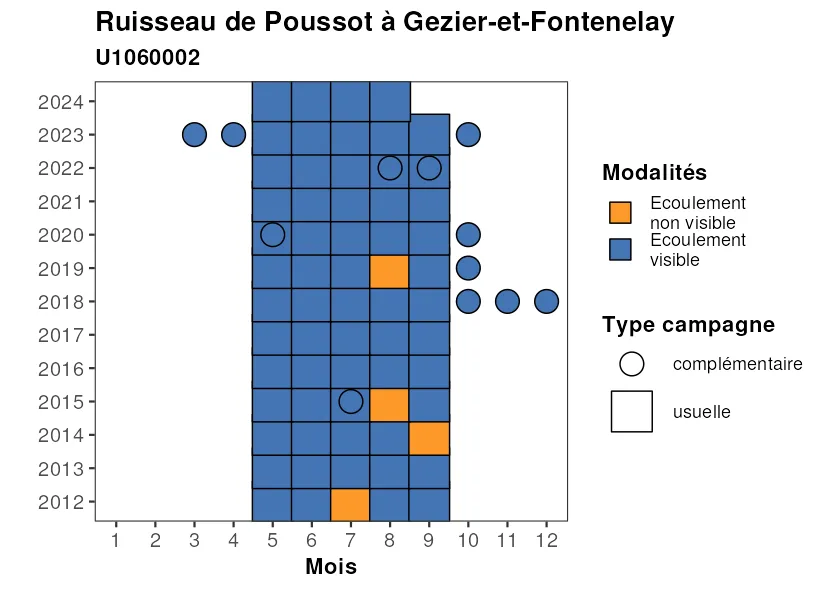 Ruisseau de Poussot à Gezier-et-Fontenelay
U1060002
2024
2023
2022
2021
2020
2019
2018
2017
2016
2015
2014
2013
2012
1 2 3 4 5 6 7 8 9 10 11 12
Mois
Modalités
Ecoulement
non visible
Ecoulement
visible
Type campagne
complémentaire
usuelle